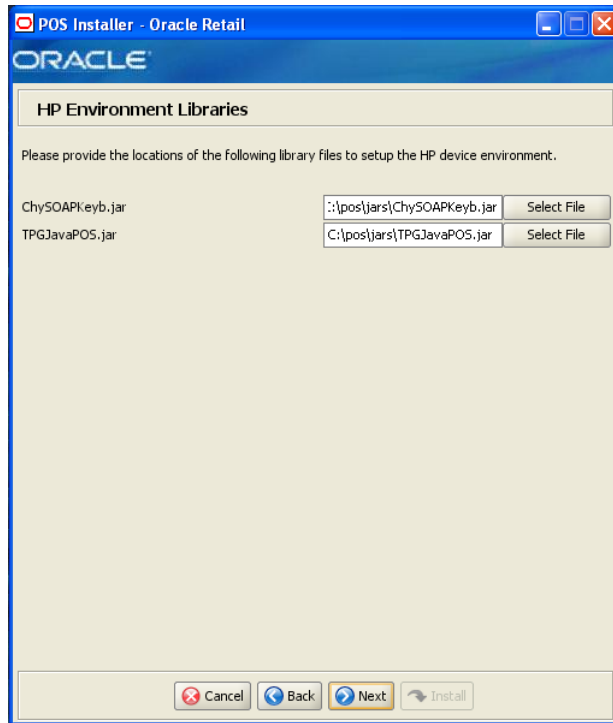 POS Installer - Oracle Retail
ORACLE
HP Environment Libraries
Please provide the locations of the following library files to setup the HP device environment.
ChySOAPKeyb.jar :\pos\jars\ChySOAPKeyb.jar Select File
TPGJavaPOS.jar C:\pos\jars\TPGJavaPOS.jar Select File
Cancel Back Next Install